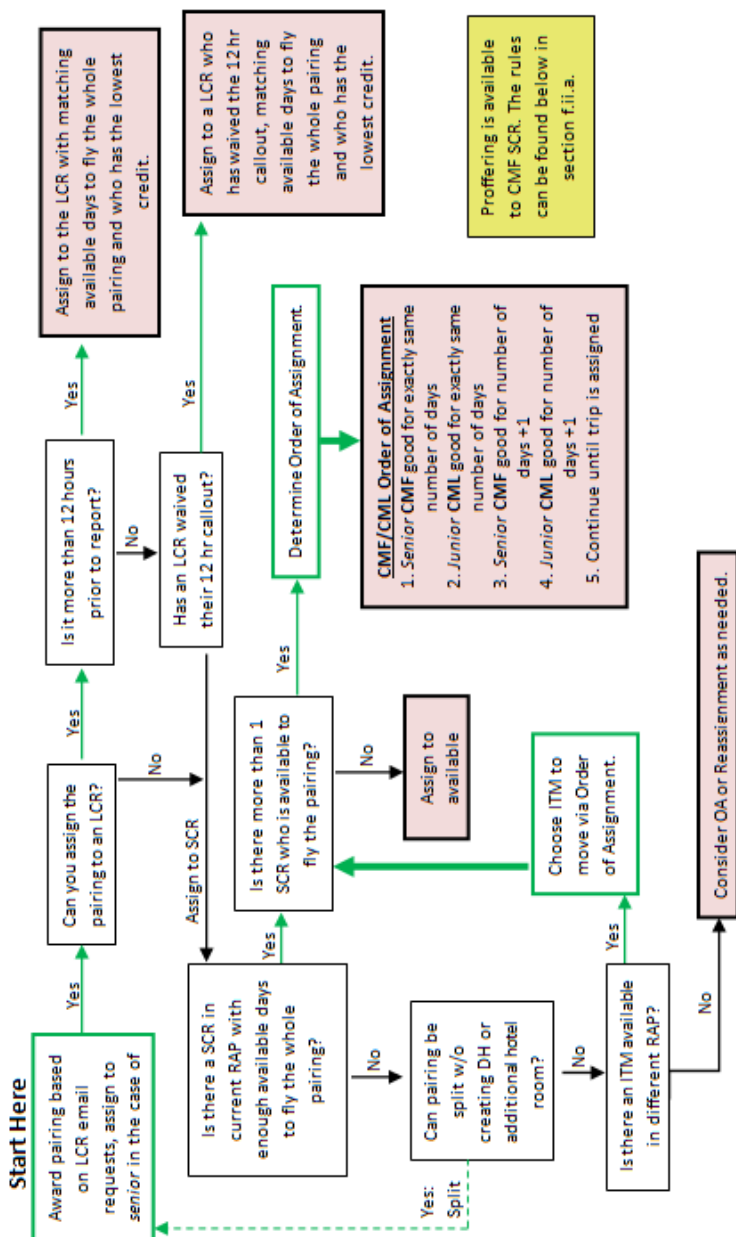 Start Here
Award pairing based
on LCR email
requests, assign to
senior in the case of
Yes
Can you assign the
pairing to an LCR?
Yes
Is it more than 12 hours
prior to report?
Yes
Assign to the LCR with matching
available days to fly the whole
pairing and who has the lowest
credit.
No
No
Has an LCR waived
their 12 hr callout?
Yes
Assign to a LCR who
has waived the 12 hr
callout, matching
available days to fly
the whole pairing
and who has the
lowest credit.
Assign to SCR
Is there a SCR in
current RAP with
enough available days
to fly the whole
pairing?
Yes
Is there more than 1
SCR who is available to
fly the pairing?
Yes
Determine Order of Assignment.
No
Assign to
available
CMF/CML Order of Assignment
1. Senior CMF good for exactly same
number of days
2. Junior CML good for exactly same
number of days
3. Senior CMF good for number of
days +1
4. Junior CML good for number of
days +1
5. Continue until trip is assigned
Proffering is available
to CMF SCR. The rules
can be found below in
section f.ii.a.
No
Can pairing be
split w/o
creating DH or
additional hotel
room?
Yes:
Split
No
Is there an ITM available
in different RAP?
Yes
Choose ITM to
move via Order
of Assignment.
No
Consider OA or Reassignment as needed.